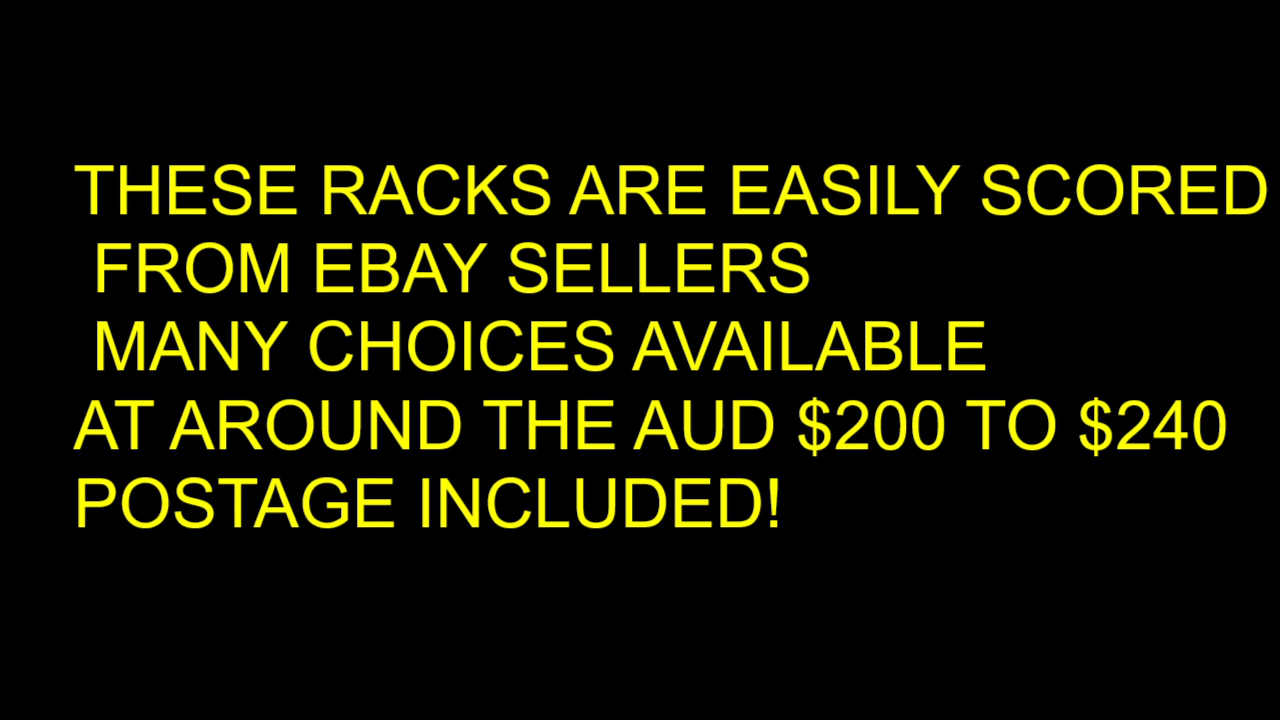 THESE RACKS ARE EASILY SCORED
FROM EBAY SELLERS
MANY CHOICES AVAILABLE
AT AROUND THE AUD $200 TO $240
POSTAGE INCLUDED!